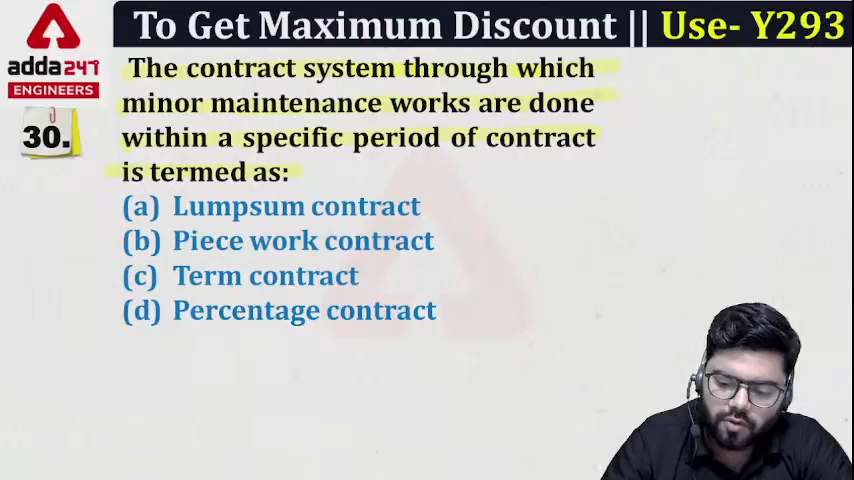 To Get Maximum Discount || Use- Y293
adda247
ENGINEERS
30.
The contract system through which
minor maintenance works are done
within a specific period of contract
is termed as:
(a) Lumpsum contract
(b) Piece work contract
(c) Term contract
(d) Percentage contract